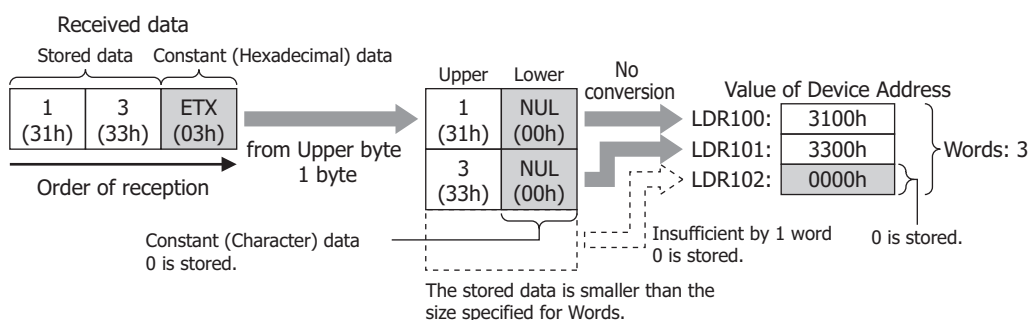 Received data
Stored data
Constant (Hexadecimal) data
1
(31h)
3
(33h)
ETX
(03h)
Order of reception
from Upper byte
1 byte
Upper
Lower
1
(31h)
NUL
(00h)
3
(33h)
NUL
(00h)
No
conversion
Value of Device Address
LDR100:
3100h
LDR101:
3300h
LDR102:
0000h
Words: 3
Constant (Character) data
0 is stored.
Insufficient by 1 word
0 is stored.
0 is stored.
The stored data is smaller than the
size specified for Words.